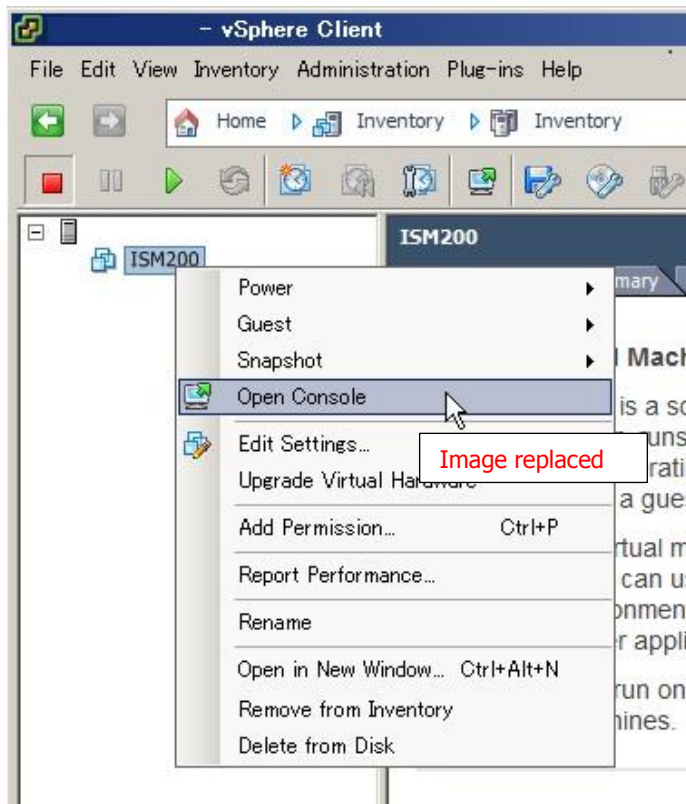 - vSphere Client
File Edit View Inventory Administration Plug-ins Help
Home Inventory Inventory
ISM200
ISM200
mary
Power
Guest
Snapshot
Open Console
Edit Settings...
Upgrade Virtual Hardware
Add Permission... Ctrl+P
Report Performance...
Rename
Open in New Window... Ctrl+Alt+N
Remove from Inventory
Delete from Disk
Image replaced
Mach
is a so
runs
rati
a gues
rtual m
can us
onmen
r appli
run on
ines.